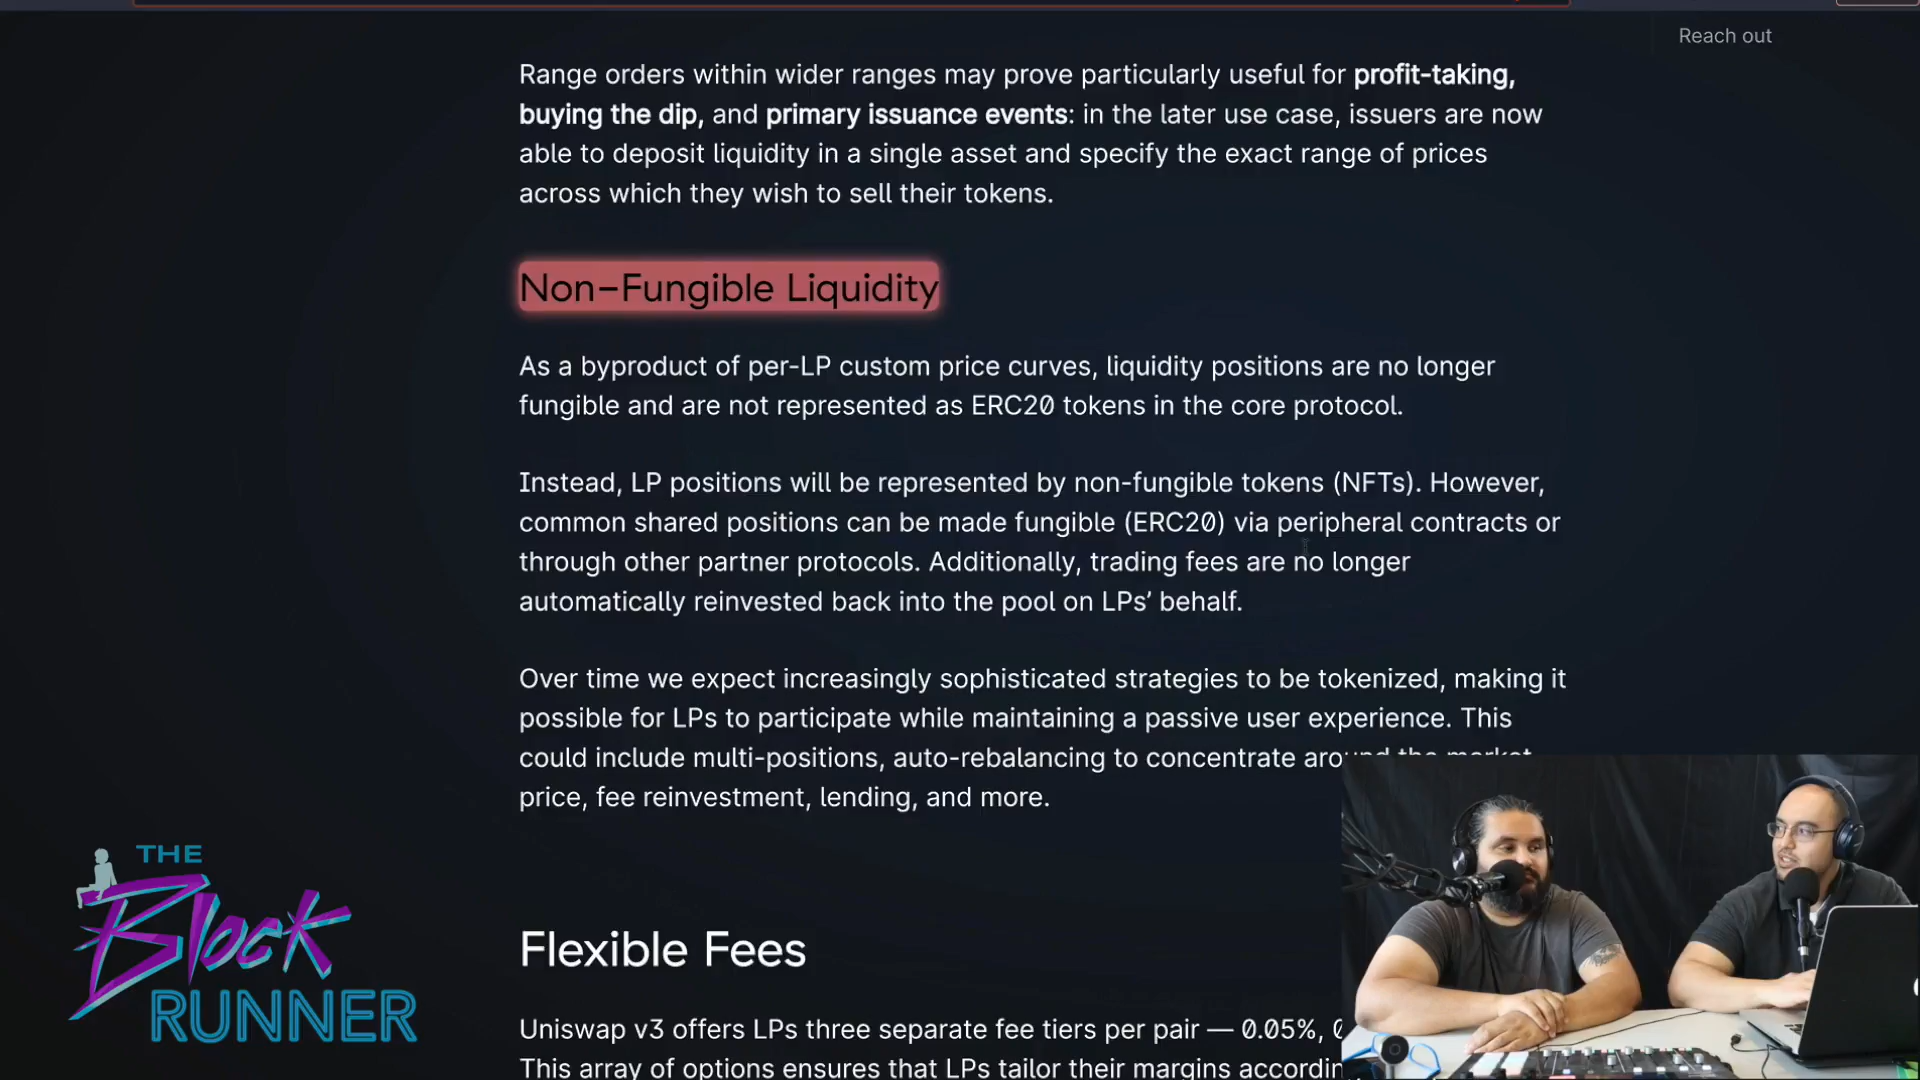 Reach out
Range orders within wider ranges may prove particularly useful for profit-taking,
buying the dip, and primary issuance events: in the later use case, issuers are now
able to deposit liquidity in a single asset and specify the exact range of prices
across which they wish to sell their tokens.
Non-Fungible Liquidity
As a byproduct of per-LP custom price curves, liquidity positions are no longer
fungible and are not represented as ERC20 tokens in the core protocol.
Instead, LP positions will be represented by non-fungible tokens (NFTs). However,
common shared positions can be made fungible (ERC20) via peripheral contracts or
through other partner protocols. Additionally, trading fees are no longer
automatically reinvested back into the pool on LPs’ behalf.
Over time we expect increasingly sophisticated strategies to be tokenized, making it
possible for LPs to participate while maintaining a passive user experience. This
could include multi-positions, auto-rebalancing to concentrate around the market
price, fee reinvestment, lending, and more.
Flexible Fees
Uniswap v3 offers LPs three separate fee tiers per pair — 0.05%,
This array of options ensures that LPs tailor their margins
THE
Block
RUNNER